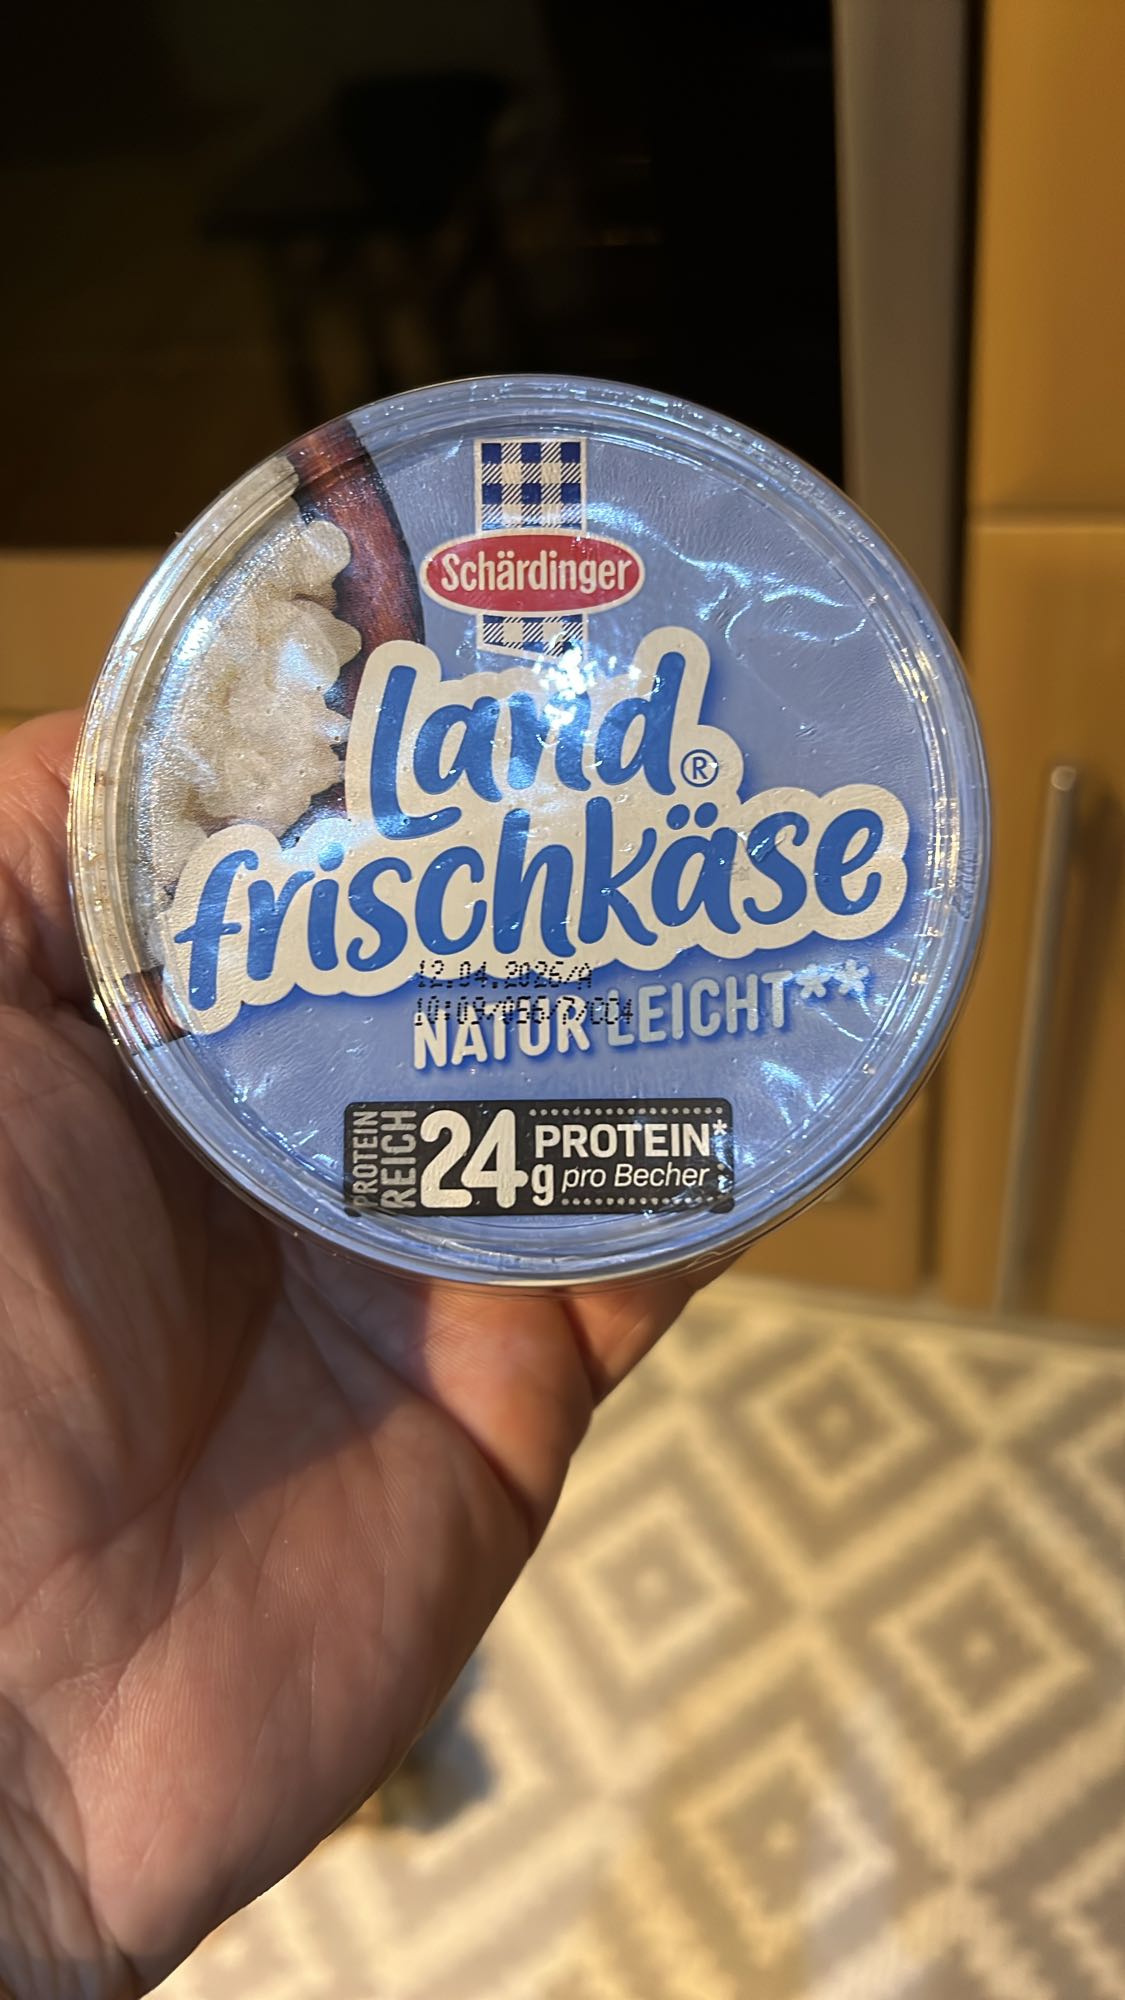 Schärdinger
Land®
frischkäse
12.04.2026/A
NATUR LEICHT**
PROTEIN
REICH
24g
PROTEIN*
pro Becher